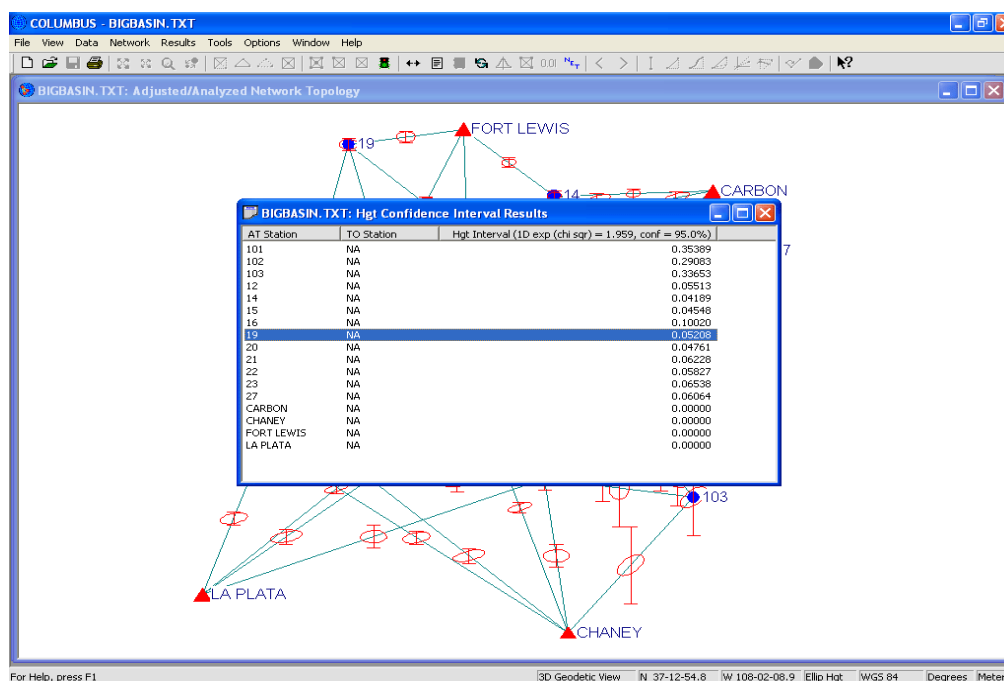 COLUMBUS - BIGBASIN.TXT
File View Data Network Results Tools Options Window Help
0.01
BIGBASIN.TXT: Adjusted/Analyzed Network Topology
FORT LEWIS
19
14
CARBON
BIGBASIN.TXT: Hgt Confidence Interval Results
AT Station TO Station Hgt Interval (1D exp (chi sqr) = 1.959, conf = 95.0%)
7
101 NA 0.35389
102 NA 0.29083
103 NA 0.33653
12 NA 0.05513
14 NA 0.04189
15 NA 0.04548
16 NA 0.10020
19 NA 0.05208
20 NA 0.04761
21 NA 0.06228
22 NA 0.05827
23 NA 0.06538
27 NA 0.06064
CARBON NA 0.00000
CHANEY NA 0.00000
FORT LEWIS NA 0.00000
LA PLATA NA 0.00000
103
LA PLATA
CHANEY
For Help, press F1 3D Geodetic View N 37-12-54.8 W 108-02-08.9 Ellip Hgt WGS 84 Degrees Meter